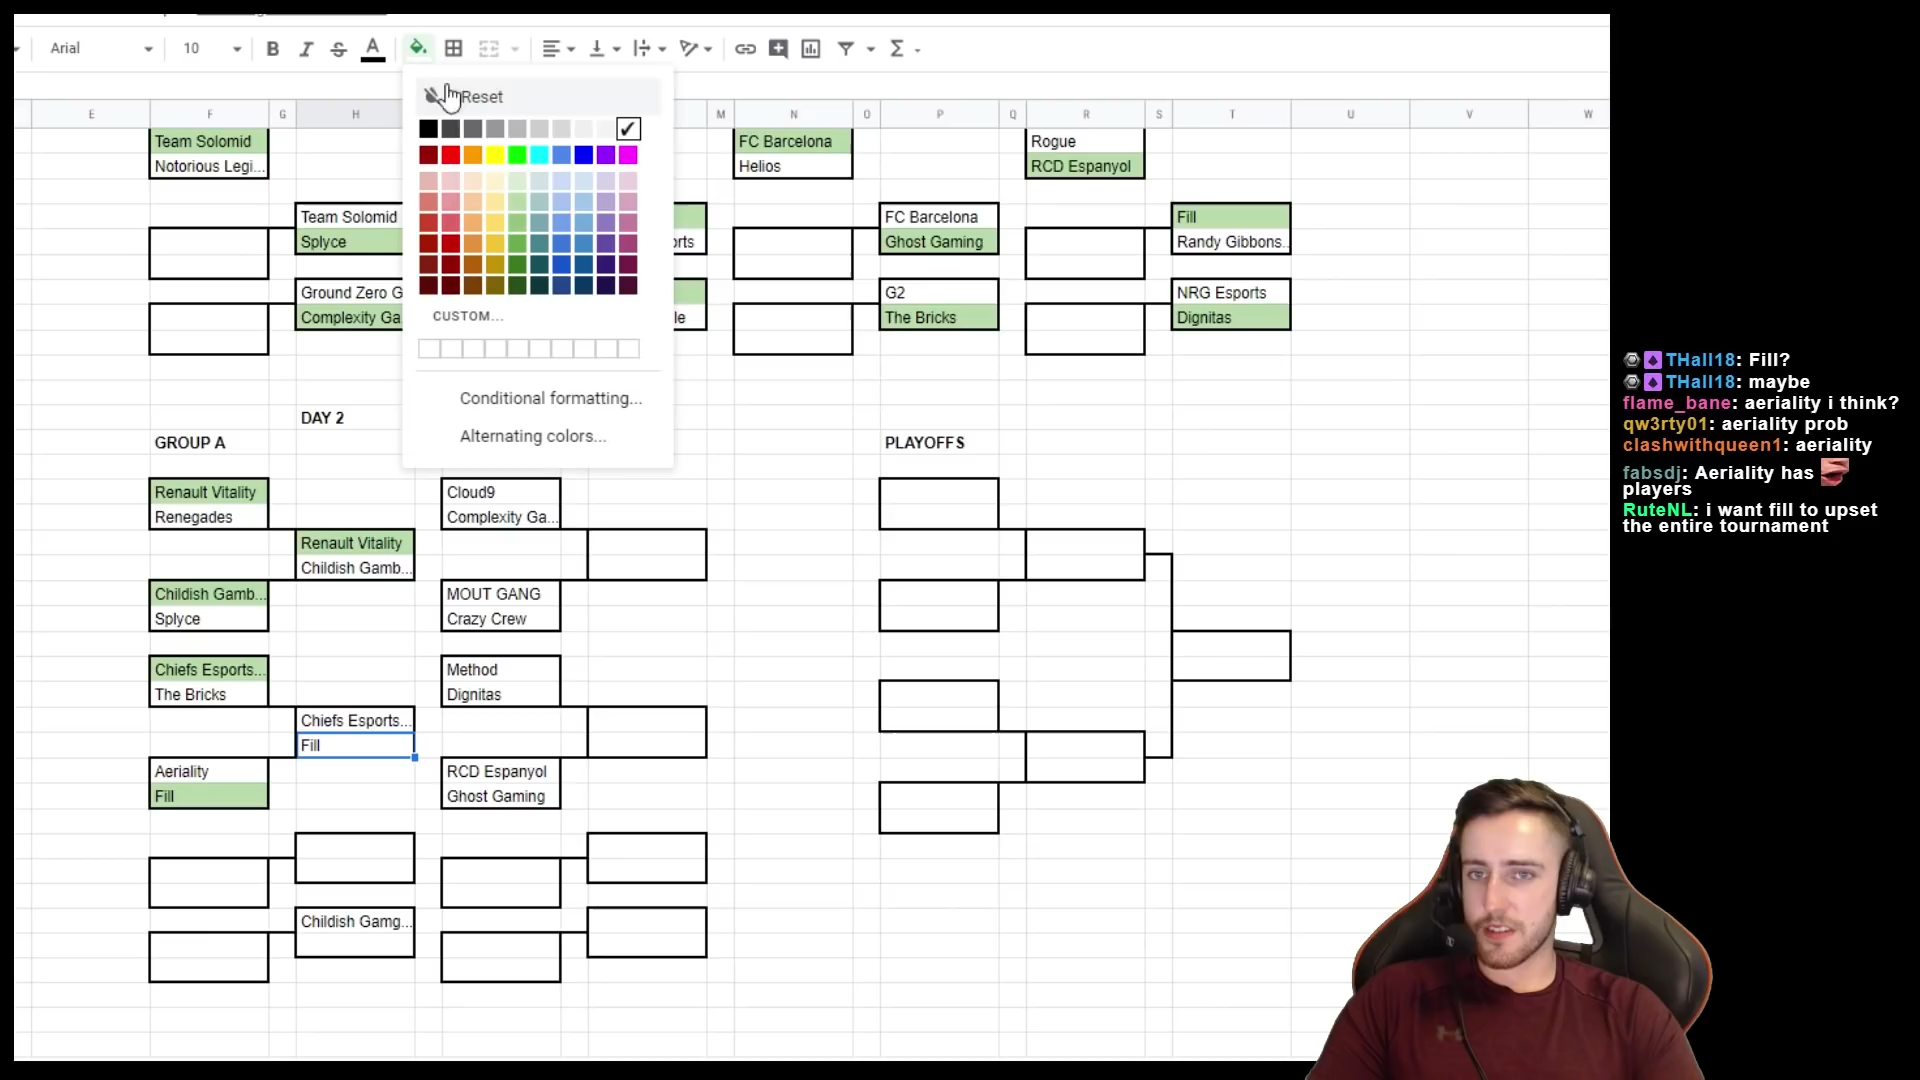 Arial
10
B
I
S
A
Reset
CUSTOM...
Conditional formatting...
Alternating colors...
E
F
G
H
M
N
O
P
Q
R
S
T
U
V
W
Team Solomid
Notorious Legi...
FC Barcelona
Helios
Rogue
RCD Espanyol
Team Solomid
Splyce
orts
FC Barcelona
Ghost Gaming
Fill
Randy Gibbons..
Ground Zero G
Complexity Ga
le
G2
The Bricks
NRG Esports
Dignitas
DAY 2
GROUP A
PLAYOFFS
Renault Vitality
Renegades
Renault Vitality
Childish Gamb...
Childish Gamb...
Splyce
Chiefs Esports...
The Bricks
Chiefs Esports...
Fill
Aeriality
Fill
Childish Gamg...
Cloud9
Complexity Ga...
MOUT GANG
Crazy Crew
Method
Dignitas
RCD Espanyol
Ghost Gaming
THall18: Fill?
THall18: maybe
flame_bane: aeriality i think?
qw3rty01: aeriality prob
clashwithqueen1: aeriality
fabsdj: Aeriality has
players
RuteNL: i want fill to upset
the entire tournament